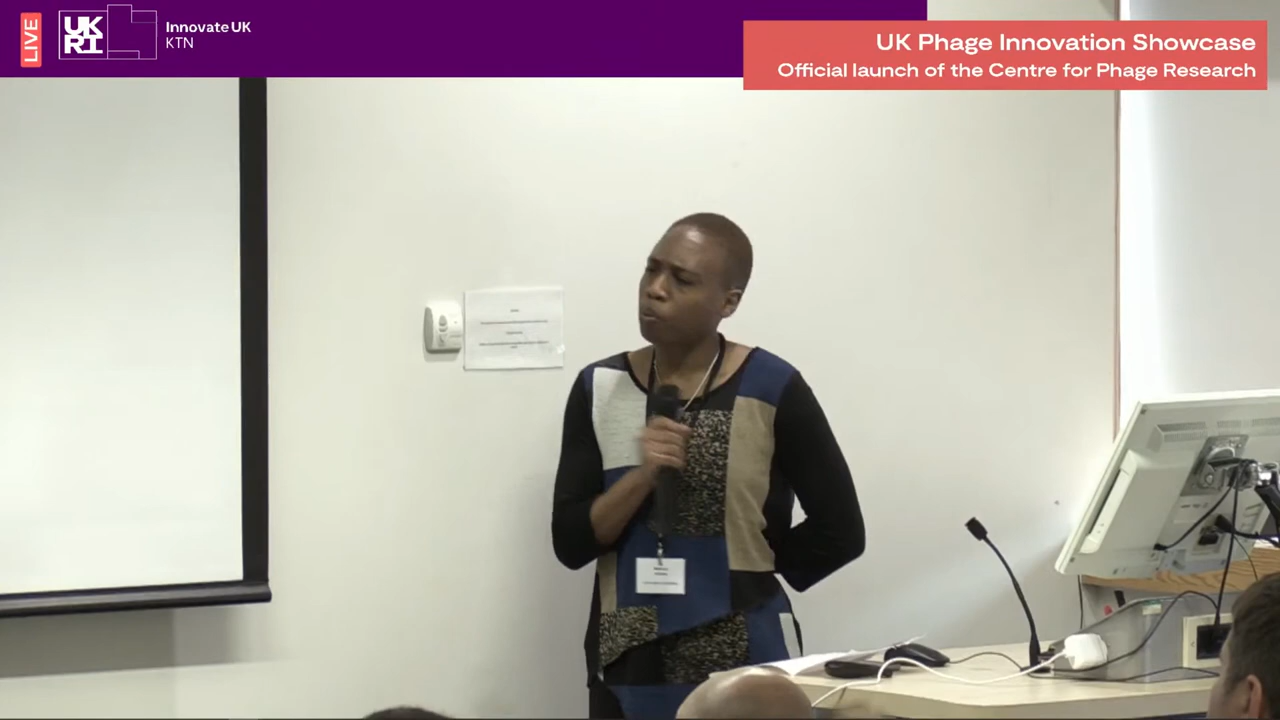 LIVE
UK
RI
Innovate UK
KTN
UK Phage Innovation Showcase
Official launch of the Centre for Phage Research